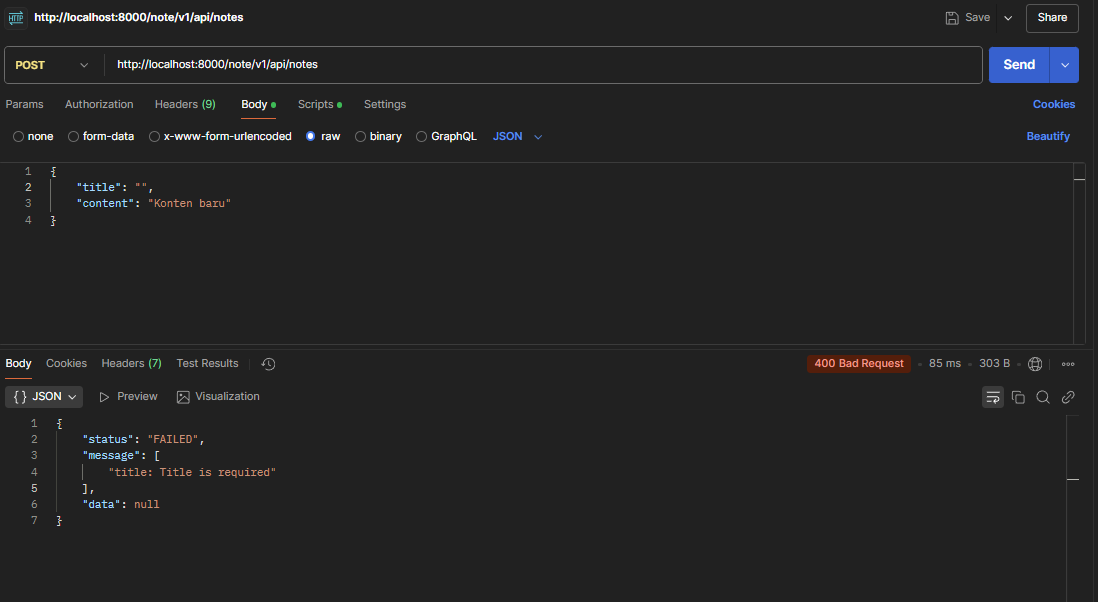 HTTP http://localhost:8000/note/v1/api/notes Save Share
POST http://localhost:8000/note/v1/api/notes Send
Params Authorization Headers (9) Body Scripts Settings Cookies
none form-data x-www-form-urlencoded raw binary GraphQL JSON Beautify
1 {
2 "title": "",
3 "content": "Konten baru"
4 }
Body Cookies Headers (7) Test Results 400 Bad Request 85 ms 303 B
{ } JSON Preview Visualization
1 {
2 "status": "FAILED",
3 "message": [
4 "title: Title is required"
5 ],
6 "data": null
7 }